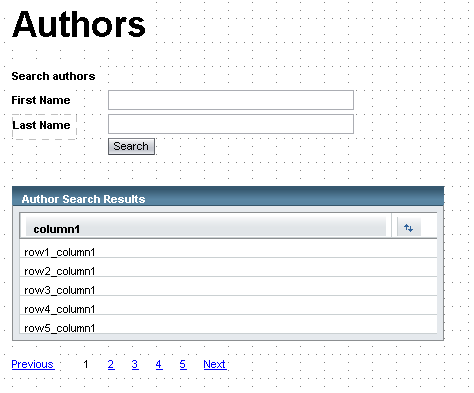 Authors
Search authors
First Name
Last Name
Search
Author Search Results
column1
row1_column1
row2_column1
row3_column1
row4_column1
row5_column1
Previous 1 2 3 4 5 Next